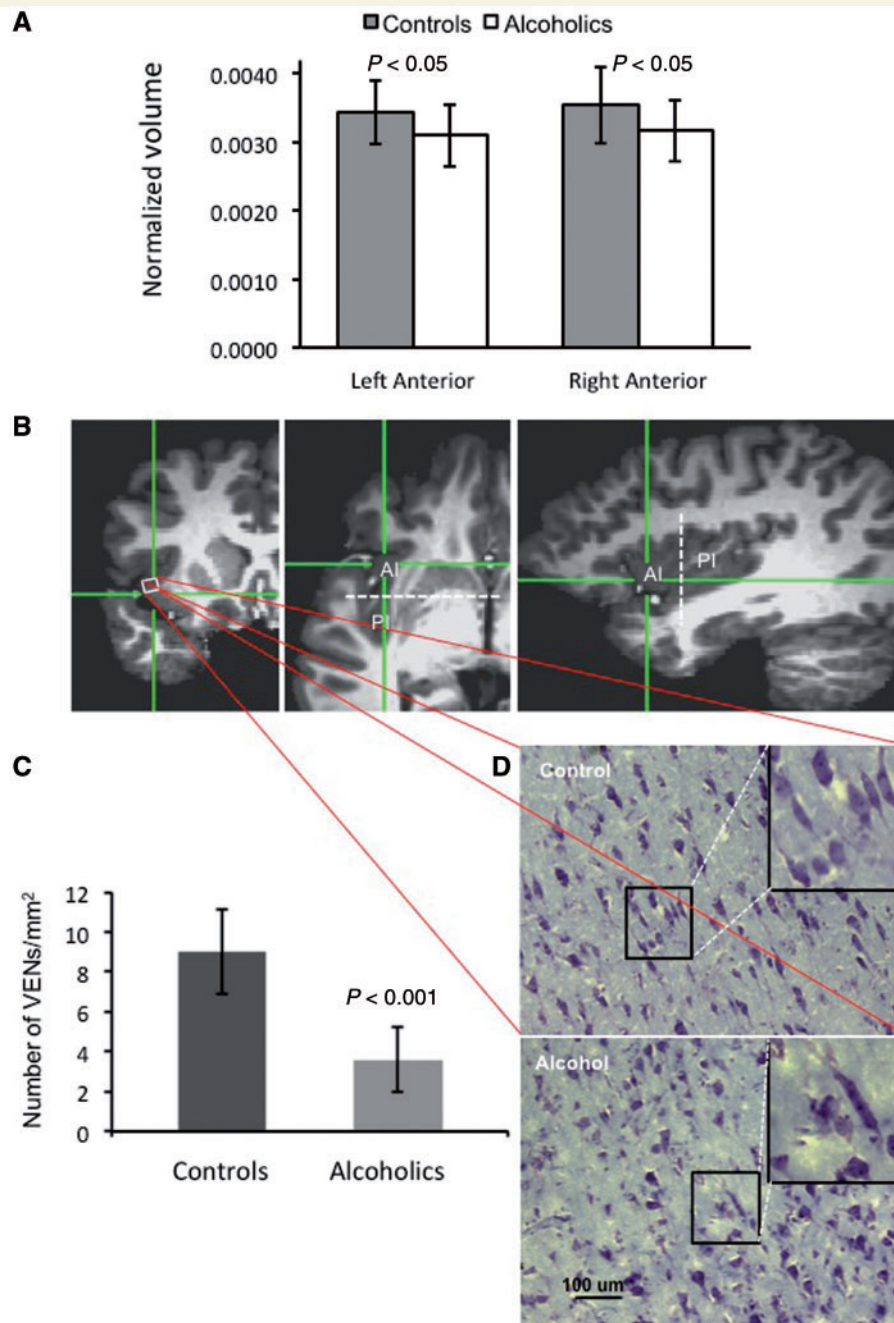 A
Controls Alcoholics
P < 0.05 P < 0.05
Normalized volume
0.0040
0.0030
0.0020
0.0010
0.0000
Left Anterior Right Anterior
B
AI
PI
AI PI
C
Number of VENs/mm²
12
10
8
6
4
2
0
P < 0.001
Controls Alcoholics
D
Control
Alcohol
100 um